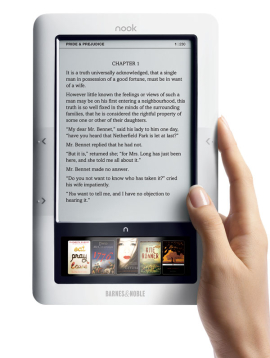 nook
PRIDE & PREJUDICE
CHAPTER 1
It is a truth universally acknowledged, that a single
man in possession of a good fortune, must be in want
of a wife.
However little known the feelings or views of such a
man may be on his first entering a neighbourhood, this
truth is so well fixed in the minds of the surrounding
families, that he is considered the rightful property of
some one or other of their daughters.
"My dear Mr. Bennet," said his lady to him one day,
"have you heard that Netherfield Park is let at last?"
Mr. Bennet replied that he had not.
"But it is," returned she; "for Mrs. Long has just been
here, and she told me all about it."
Mr. Bennet made no answer.
"Do you not want to know who has taken it?" cried
his wife impatiently.
"You want to tell me, and I have no objection to
hearing it."
eat
pray
love
KITE
RUNNER
BARNES & NOBLE